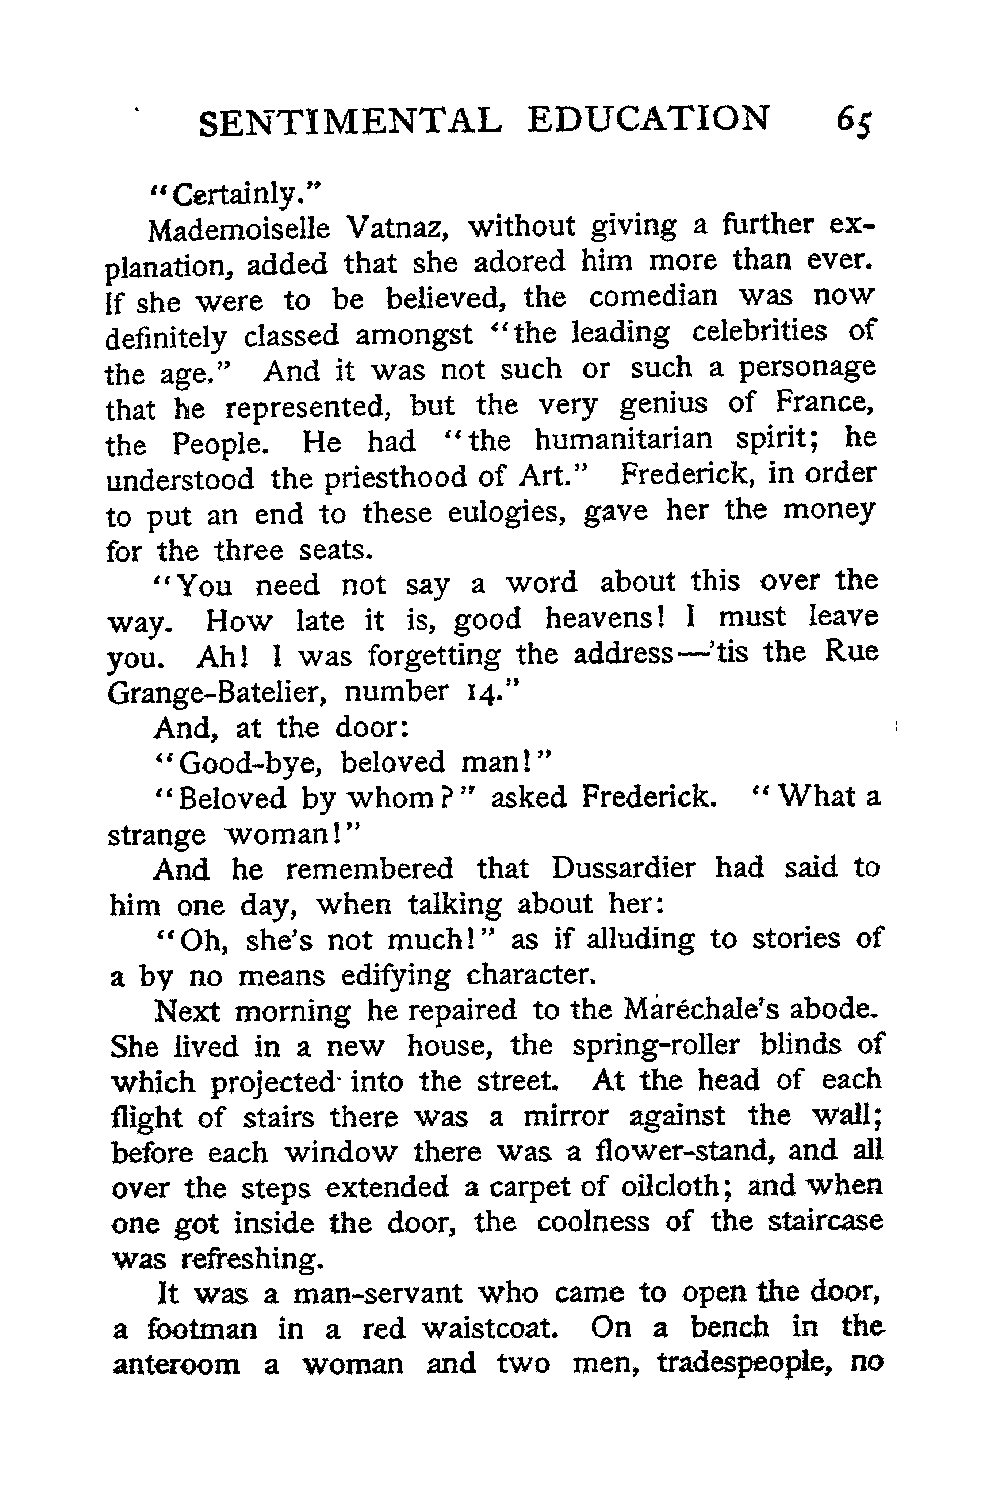 SENTIMENTAL EDUCATION 65
"Certainly."
Mademoiselle Vatnaz, without giving a further ex-
planation, added that she adored him more than ever.
If she were to be believed, the comedian was now
definitely classed amongst "the leading celebrities of
the age." And it was not such or such a personage
that he represented, but the very genius of France,
the People. He had "the humanitarian spirit; he
understood the priesthood of Art." Frederick, in order
to put an end to these eulogies, gave her the money
for the three seats.
"You need not say a word about this over the
way. How late it is, good heavens! I must leave
you. Ah! I was forgetting the address—'tis the Rue
Grange-Batelier, number 14."
And, at the door:
"Good-bye, beloved man!"
"Beloved by whom?" asked Frederick. "What a
strange woman!"
And he remembered that Dussardier had said to
him one day, when talking about her:
"Oh, she's not much!" as if alluding to stories of
a by no means edifying character.
Next morning he repaired to the Maréchale's abode.
She lived in a new house, the spring-roller blinds of
which projected into the street. At the head of each
flight of stairs there was a mirror against the wall;
before each window there was a flower-stand, and all
over the steps extended a carpet of oilcloth; and when
one got inside the door, the coolness of the staircase
was refreshing.
It was a man-servant who came to open the door,
a footman in a red waistcoat. On a bench in the
anteroom a woman and two men, tradespeople, no